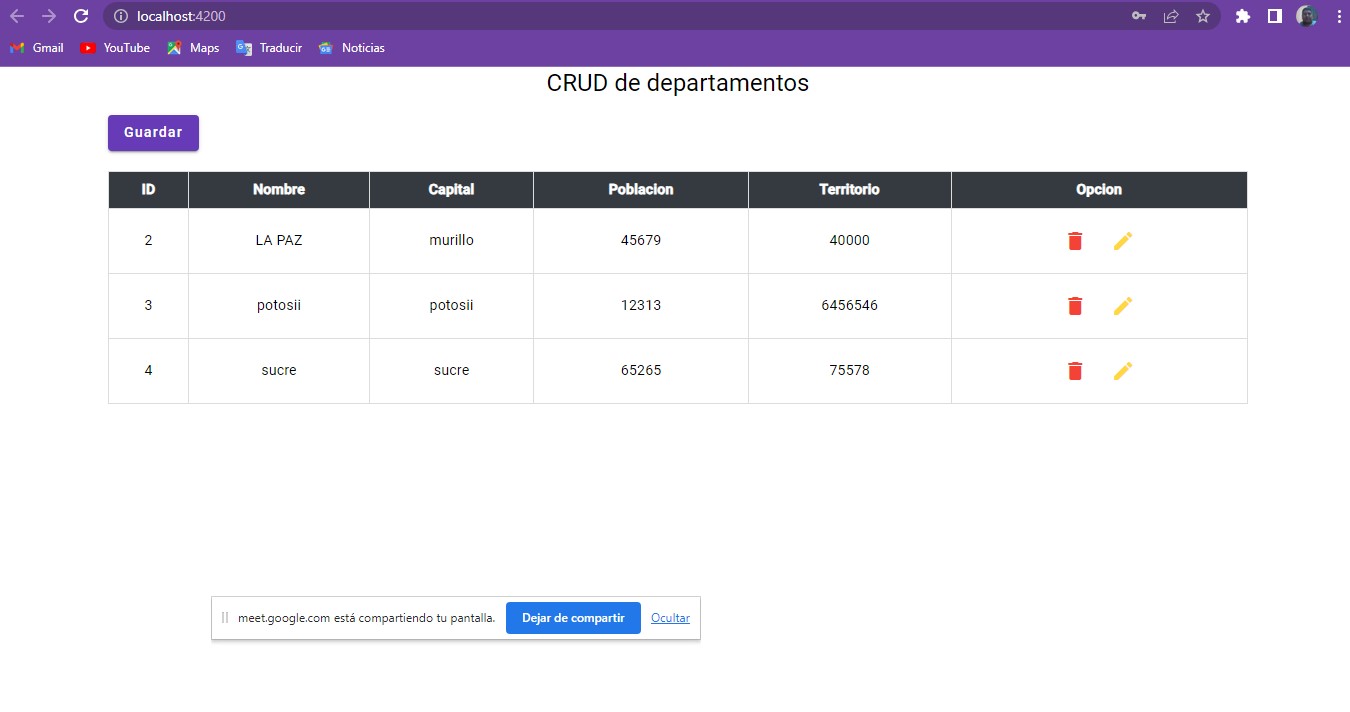 localhost:4200
Gmail YouTube Maps Traducir Noticias
CRUD de departamentos
Guardar
ID Nombre Capital Poblacion Territorio Opcion
2 LA PAZ murillo 45679 40000
3 potosii potosii 12313 6456546
4 sucre sucre 65265 75578
meet.google.com está compartiendo tu pantalla. Dejar de compartir Ocultar